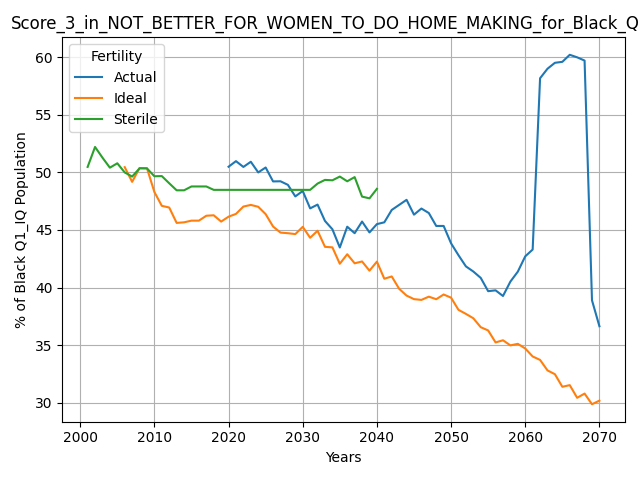 Score_3_in_NOT_BETTER_FOR_WOMEN_TO_DO_HOME_MAKING_for_Black_Q
Fertility
Actual
Ideal
Sterile
% of Black Q1_IQ Population
60
55
50
45
40
35
30
2000 2010 2020 2030 2040 2050 2060 2070
Years